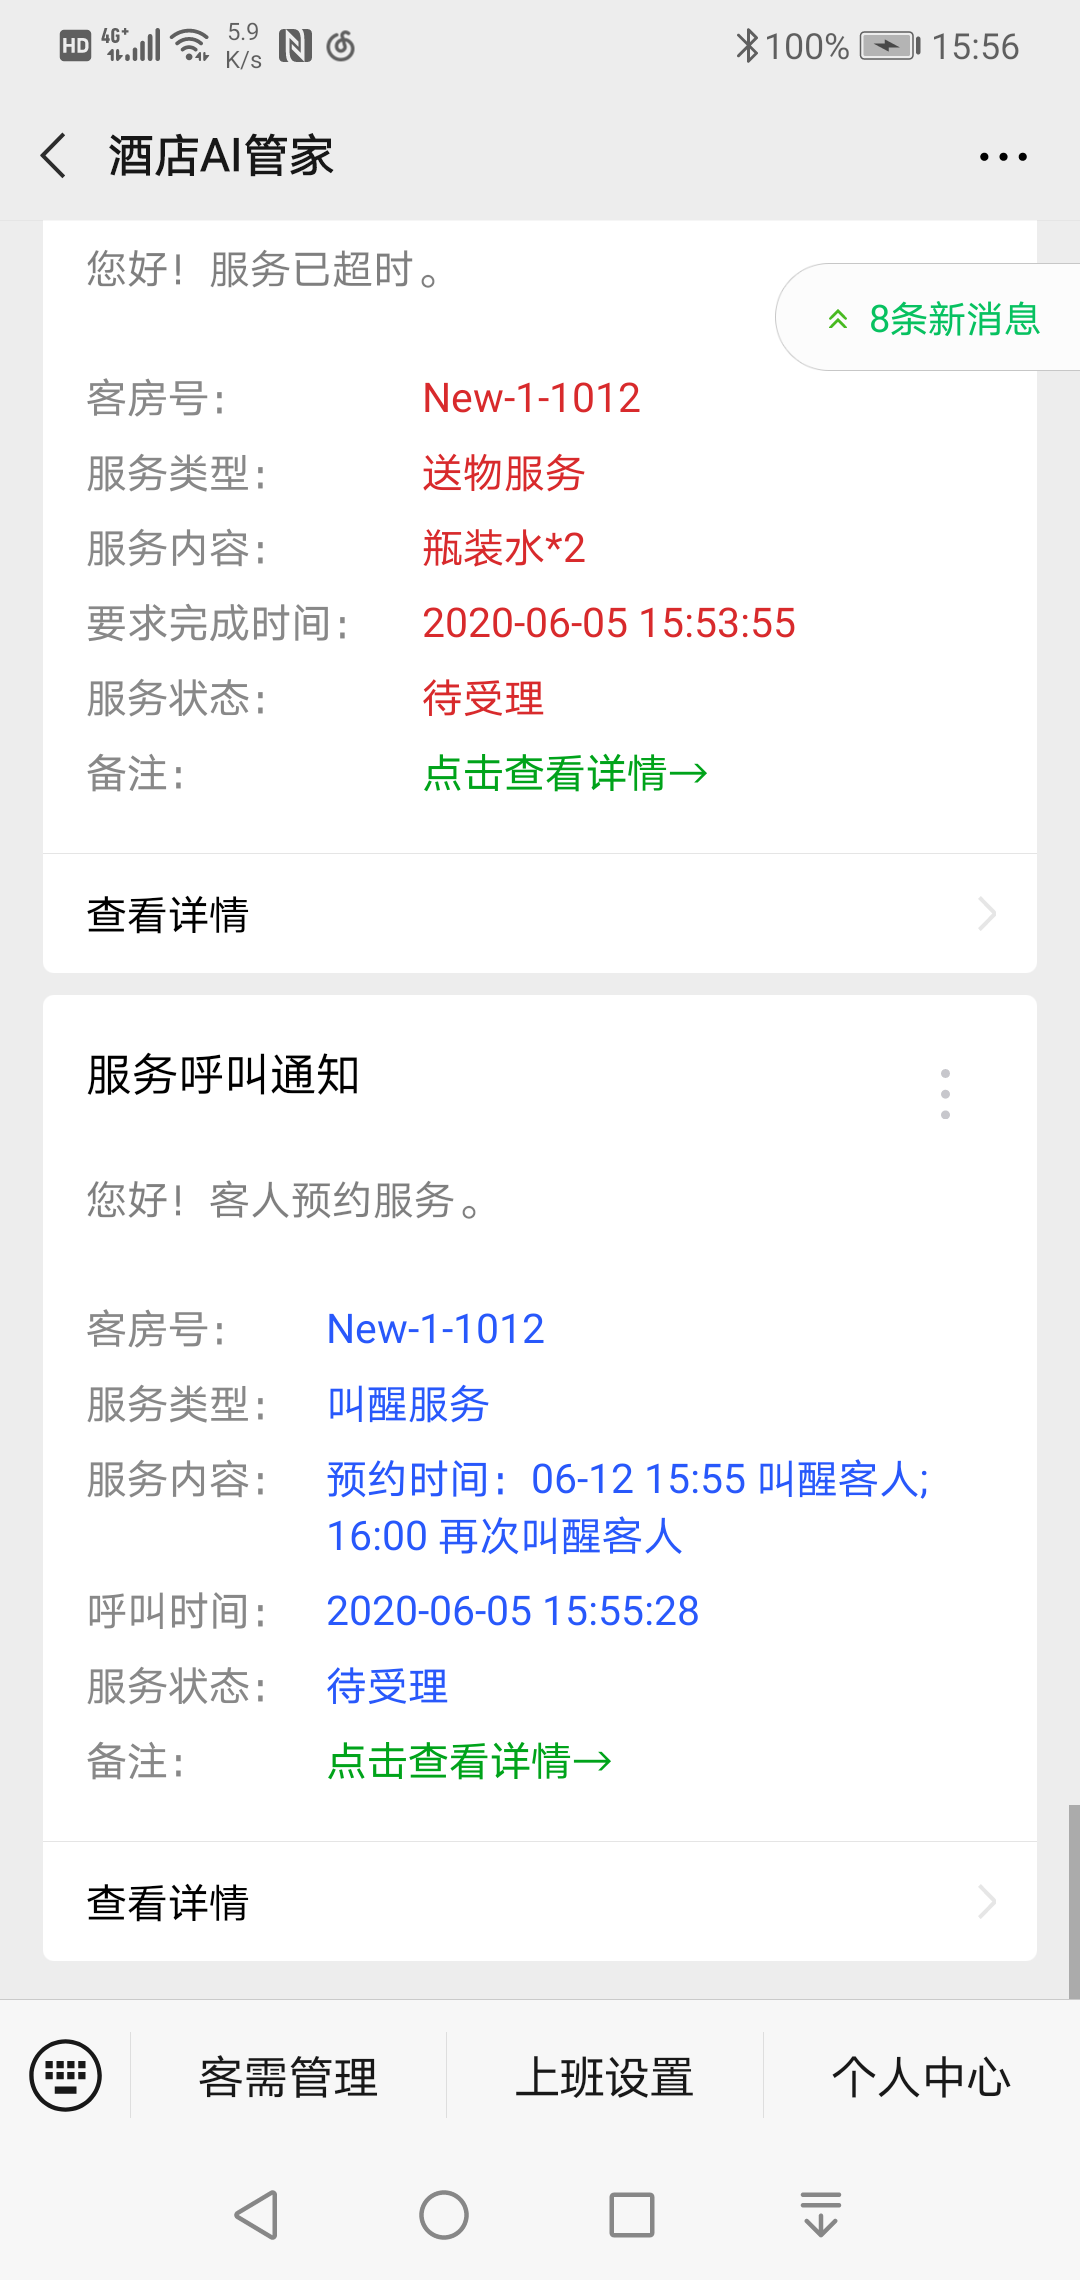 HD 4G+ 5.9 K/s 100% 15:56
酒店AI管家
您好！服务已超时。
8条新消息
客房号： New-1-1012
服务类型： 送物服务
服务内容： 瓶装水*2
要求完成时间： 2020-06-05 15:53:55
服务状态： 待受理
备注： 点击查看详情→
查看详情
服务呼叫通知
您好！客人预约服务。
客房号： New-1-1012
服务类型： 叫醒服务
服务内容： 预约时间：06-12 15:55 叫醒客人;
16:00 再次叫醒客人
呼叫时间： 2020-06-05 15:55:28
服务状态： 待受理
备注： 点击查看详情→
查看详情
客需管理 上班设置 个人中心